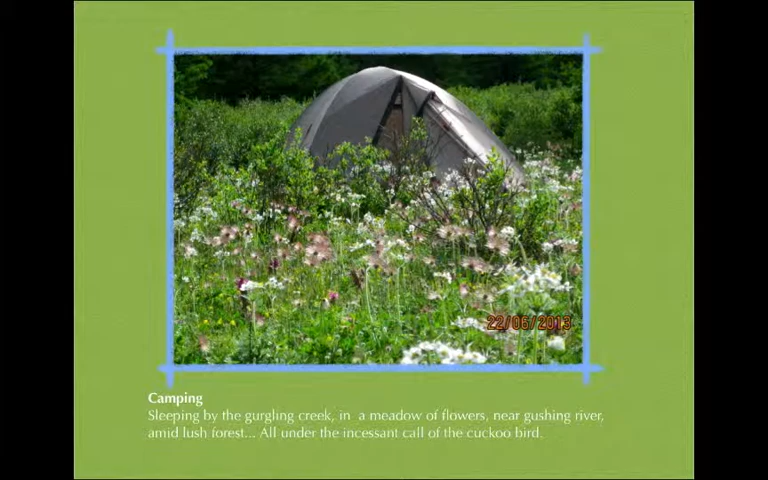 22/06/2013
Camping
Sleeping by the gurgling creek, in a meadow of flowers, near gushing river,
amid lush forest... All under the incessant call of the cuckoo bird.